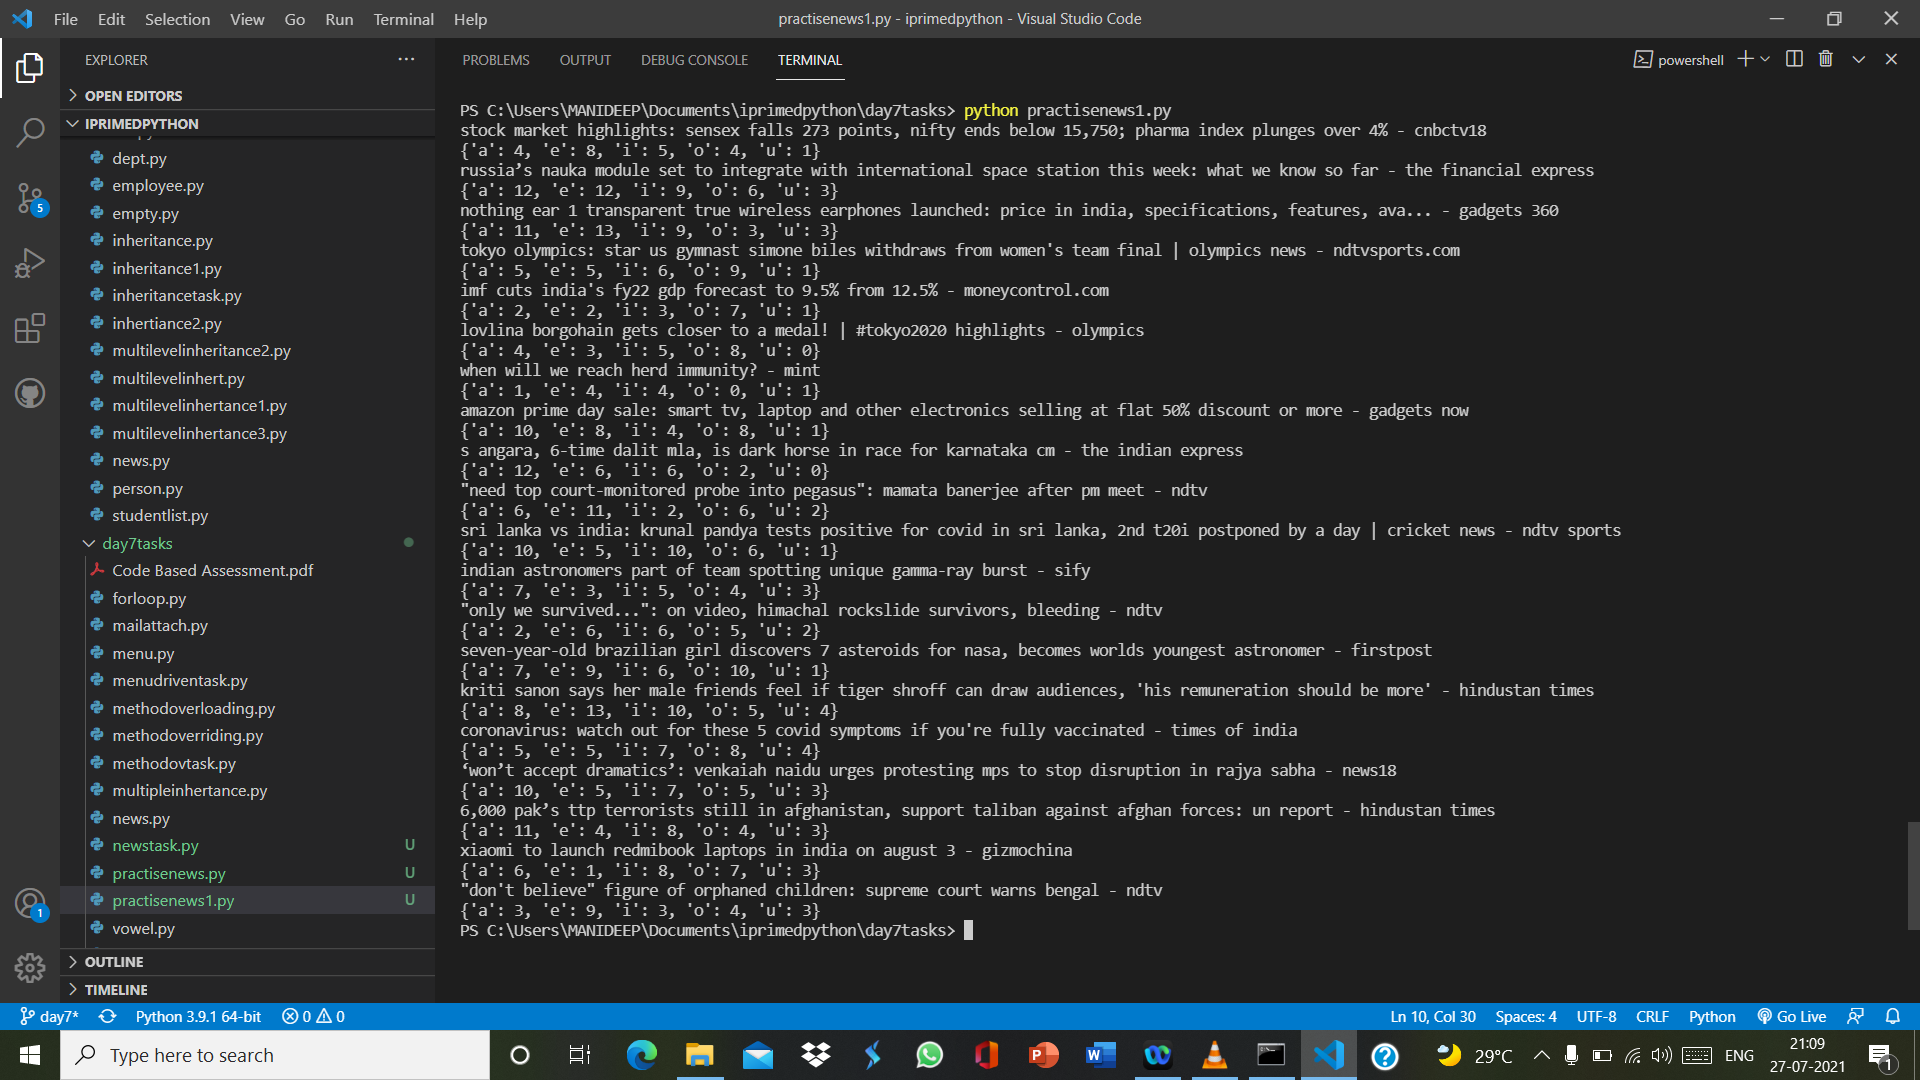 File Edit Selection View Go Run Terminal Help
practisenews1.py - iprimedpython - Visual Studio Code
EXPLORER
OPEN EDITORS
IPRIMEDPYTHON
dept.py
employee.py
empty.py
inheritance.py
inheritance1.py
inheritancetask.py
inhertiance2.py
multilevelinheritance2.py
multilevelinhert.py
multilevelinhertance1.py
multilevelinhertance3.py
news.py
person.py
studentlist.py
day7tasks
Code Based Assessment.pdf
forloop.py
mailattach.py
menu.py
menudriventask.py
methodoverloading.py
methodoverriding.py
methodovtask.py
multipleinhertance.py
news.py
newstask.py U
practisenews.py U
practisenews1.py U
vowel.py
OUTLINE
TIMELINE
5
1
PROBLEMS OUTPUT DEBUG CONSOLE TERMINAL
powershell
PS C:\Users\MANIDEEP\Documents\iprimedpython\day7tasks> python practisenews1.py
stock market highlights: sensex falls 273 points, nifty ends below 15,750; pharma index plunges over 4% - cnbctv18
{'a': 4, 'e': 8, 'i': 5, 'o': 4, 'u': 1}
russia’s nauka module set to integrate with international space station this week: what we know so far - the financial express
{'a': 12, 'e': 12, 'i': 9, 'o': 6, 'u': 3}
nothing ear 1 transparent true wireless earphones launched: price in india, specifications, features, ava... - gadgets 360
{'a': 11, 'e': 13, 'i': 9, 'o': 3, 'u': 3}
tokyo olympics: star us gymnast simone biles withdraws from women's team final | olympics news - ndtvsports.com
{'a': 5, 'e': 5, 'i': 6, 'o': 9, 'u': 1}
imf cuts india's fy22 gdp forecast to 9.5% from 12.5% - moneycontrol.com
{'a': 2, 'e': 2, 'i': 3, 'o': 7, 'u': 1}
lovlina borgohain gets closer to a medal! | #tokyo2020 highlights - olympics
{'a': 4, 'e': 3, 'i': 5, 'o': 8, 'u': 0}
when will we reach herd immunity? - mint
{'a': 1, 'e': 4, 'i': 4, 'o': 0, 'u': 1}
amazon prime day sale: smart tv, laptop and other electronics selling at flat 50% discount or more - gadgets now
{'a': 10, 'e': 8, 'i': 4, 'o': 8, 'u': 1}
s angara, 6-time dalit mla, is dark horse in race for karnataka cm - the indian express
{'a': 12, 'e': 6, 'i': 6, 'o': 2, 'u': 0}
"need top court-monitored probe into pegasus": mamata banerjee after pm meet - ndtv
{'a': 6, 'e': 11, 'i': 2, 'o': 6, 'u': 2}
sri lanka vs india: krunal pandya tests positive for covid in sri lanka, 2nd t20i postponed by a day | cricket news - ndtv sports
{'a': 10, 'e': 5, 'i': 10, 'o': 6, 'u': 1}
indian astronomers part of team spotting unique gamma-ray burst - sify
{'a': 7, 'e': 3, 'i': 5, 'o': 4, 'u': 3}
"only we survived...": on video, himachal rockslide survivors, bleeding - ndtv
{'a': 2, 'e': 6, 'i': 6, 'o': 5, 'u': 2}
seven-year-old brazilian girl discovers 7 asteroids for nasa, becomes worlds youngest astronomer - firstpost
{'a': 7, 'e': 9, 'i': 6, 'o': 10, 'u': 1}
kriti sanon says her male friends feel if tiger shroff can draw audiences, 'his remuneration should be more' - hindustan times
{'a': 8, 'e': 13, 'i': 10, 'o': 5, 'u': 4}
coronavirus: watch out for these 5 covid symptoms if you're fully vaccinated - times of india
{'a': 5, 'e': 5, 'i': 7, 'o': 8, 'u': 4}
‘won’t accept dramatics’: venkaiah naidu urges protesting mps to stop disruption in rajya sabha - news18
{'a': 10, 'e': 5, 'i': 7, 'o': 5, 'u': 3}
6,000 pak’s ttp terrorists still in afghanistan, support taliban against afghan forces: un report - hindustan times
{'a': 11, 'e': 4, 'i': 8, 'o': 4, 'u': 3}
xiaomi to launch redmibook laptops in india on august 3 - gizmochina
{'a': 6, 'e': 1, 'i': 8, 'o': 7, 'u': 3}
"don't believe" figure of orphaned children: supreme court warns bengal - ndtv
{'a': 3, 'e': 9, 'i': 3, 'o': 4, 'u': 3}
PS C:\Users\MANIDEEP\Documents\iprimedpython\day7tasks>
day7* Python 3.9.1 64-bit 0 0 Ln 10, Col 30 Spaces: 4 UTF-8 CRLF Python Go Live
Type here to search
29°C ENG
21:09
27-07-2021
1